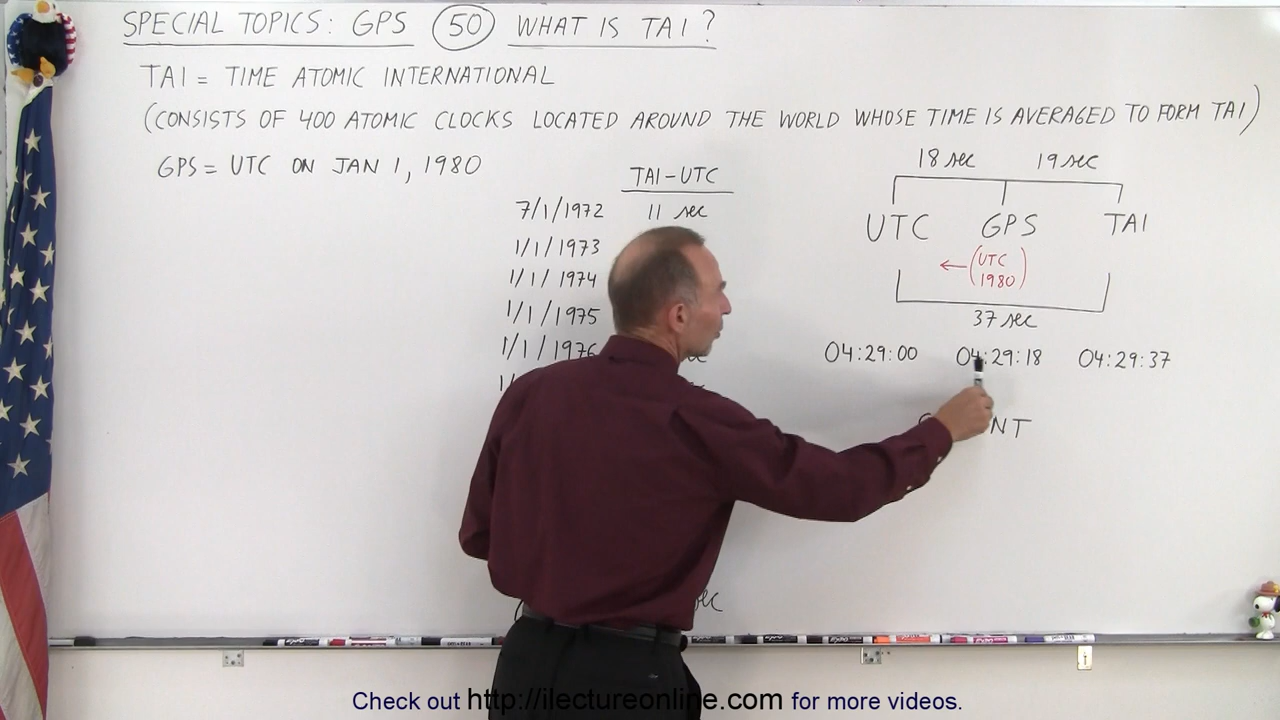 SPECIAL TOPICS: GPS 50 WHAT IS TAI?
TAI = TIME ATOMIC INTERNATIONAL
(CONSISTS OF 400 ATOMIC CLOCKS LOCATED AROUND THE WORLD WHOSE TIME IS AVERAGED TO FORM TAI)
GPS = UTC ON JAN 1, 1980
TAI-UTC
7/1/1972 11 sec
1/1/1973
1/1/1974
1/1/1975
1/1/1976
18 sec 19 sec
UTC GPS TAI
(UTC
1980)
37 sec
04:29:00 04:29:18 04:29:37
Check out http://ilectureonline.com for more videos.